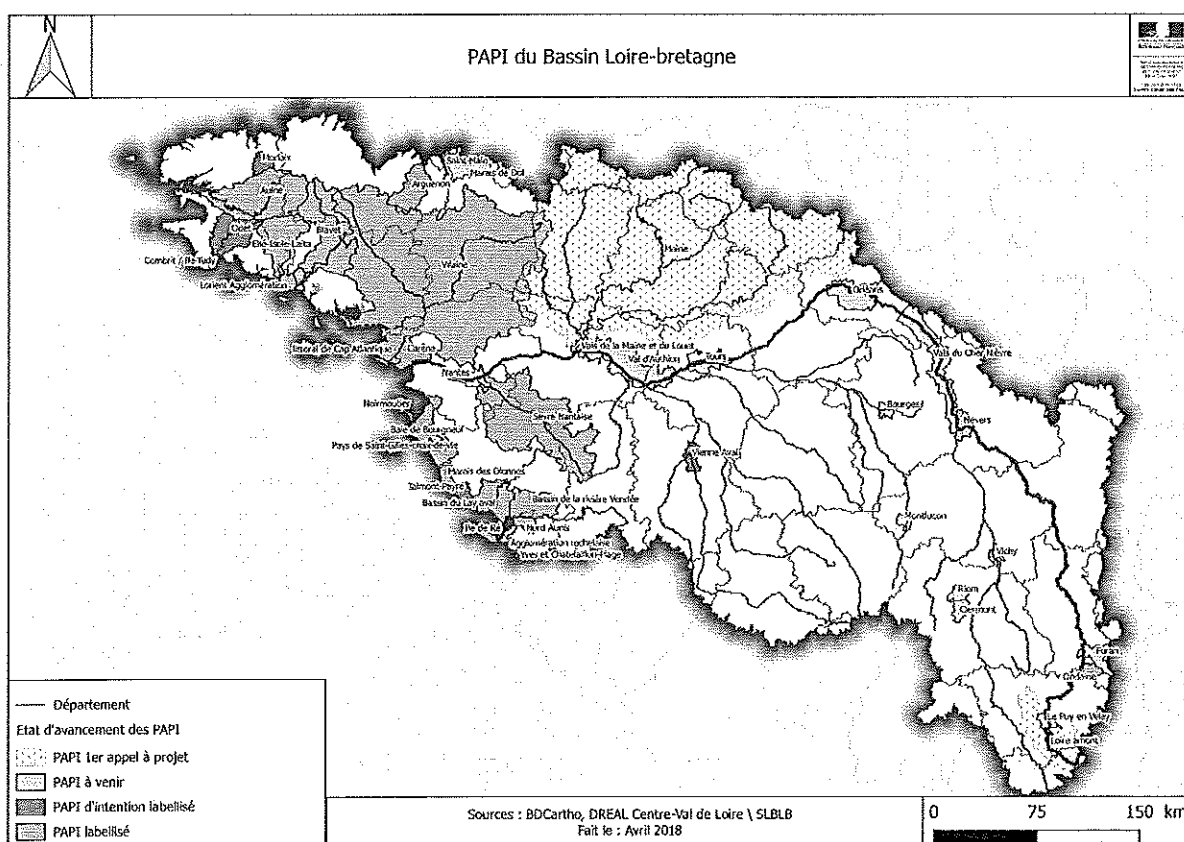 N
PAPI du Bassin Loire-bretagne
Morlaix
Saint-Malo
Marais de Dol
Arguenon
Aulne
Odet
Blavet
Ellé-Isole-Laïta
Combrit / Ile Tudy
Lorient Agglomération
Vilaine
Maine
Orléans
littoral de Cap Atlantique
Carène
Vals de la Maine et du Louet
Val d'Authion
Tours
Vals du Cher Nièvre
Nantes
Noirmoutier
Sèvre Nantaise
Bourges
Nevers
Baie de Bourgneuf
Pays de Saint-Gilles-croix-de-Vie
Vienne Aval
Marais des Olonnes
Talmont-Payré
Bassin du Lay aval
Bassin de la rivière Vendée
Montlucon
Ile de Ré
Nord Aunis
Agglomération rochelaise
Yves et Chatelaillon-Plage
Vichy
Riom
Clermont
Furan
Ondaine
Le Puy en Velay
Loire amont
Département
Etat d'avancement des PAPI
PAPI 1er appel à projet
PAPI à venir
PAPI d'intention labellisé
PAPI labellisé
Sources : BDCartho, DREAL Centre-Val de Loire \ SLBLB
Fait le : Avril 2018
0 75 150 km